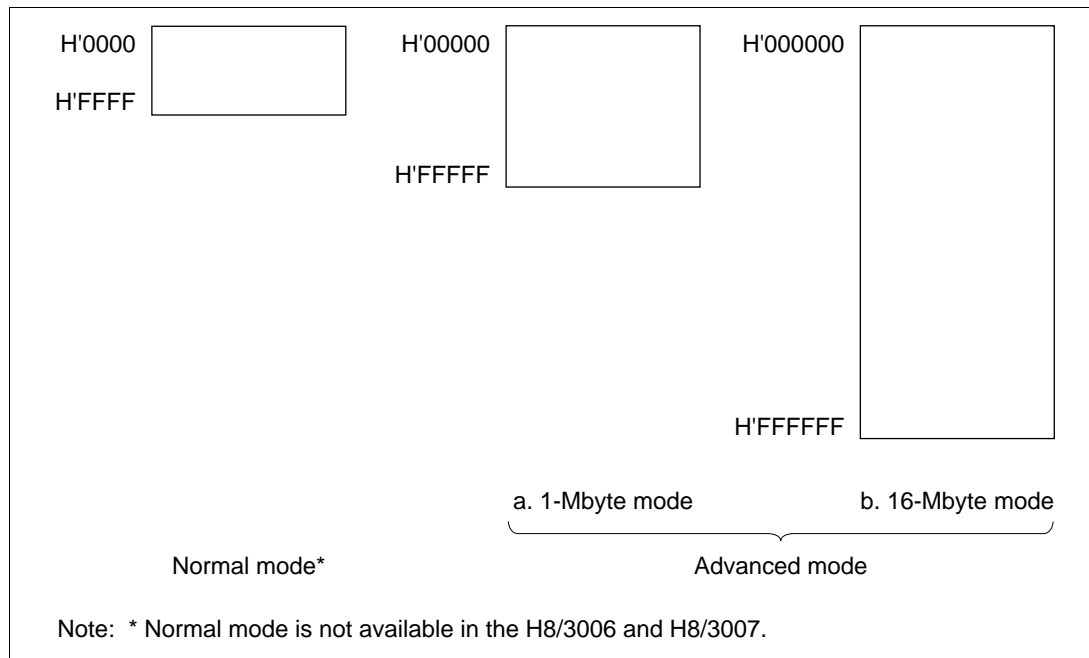 H'0000
H'FFFF
H'00000
H'FFFFF
H'000000
H'FFFFFF
a. 1-Mbyte mode
b. 16-Mbyte mode
Normal mode*
Advanced mode
Note: * Normal mode is not available in the H8/3006 and H8/3007.